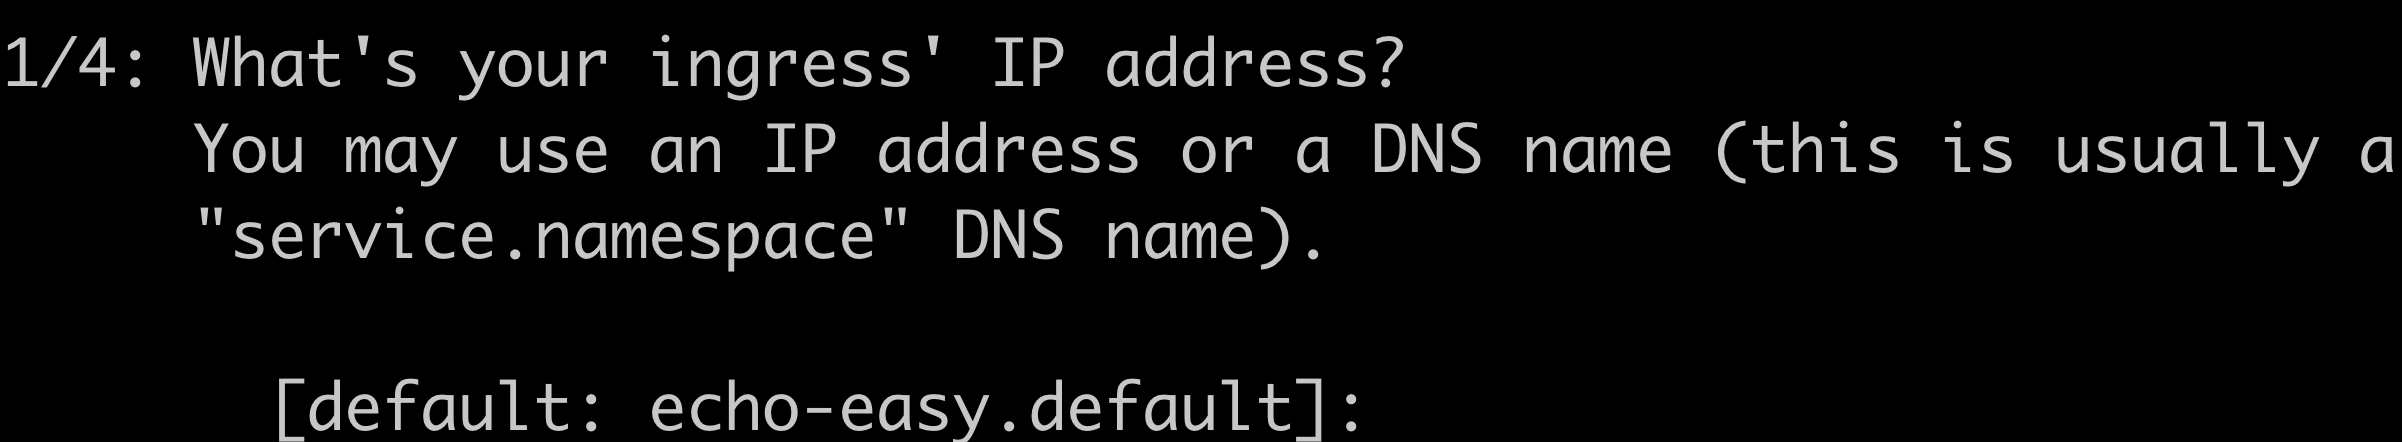 1/4: What's your ingress' IP address?
You may use an IP address or a DNS name (this is usually a
"service.namespace" DNS name).
[default: echo-easy.default]: